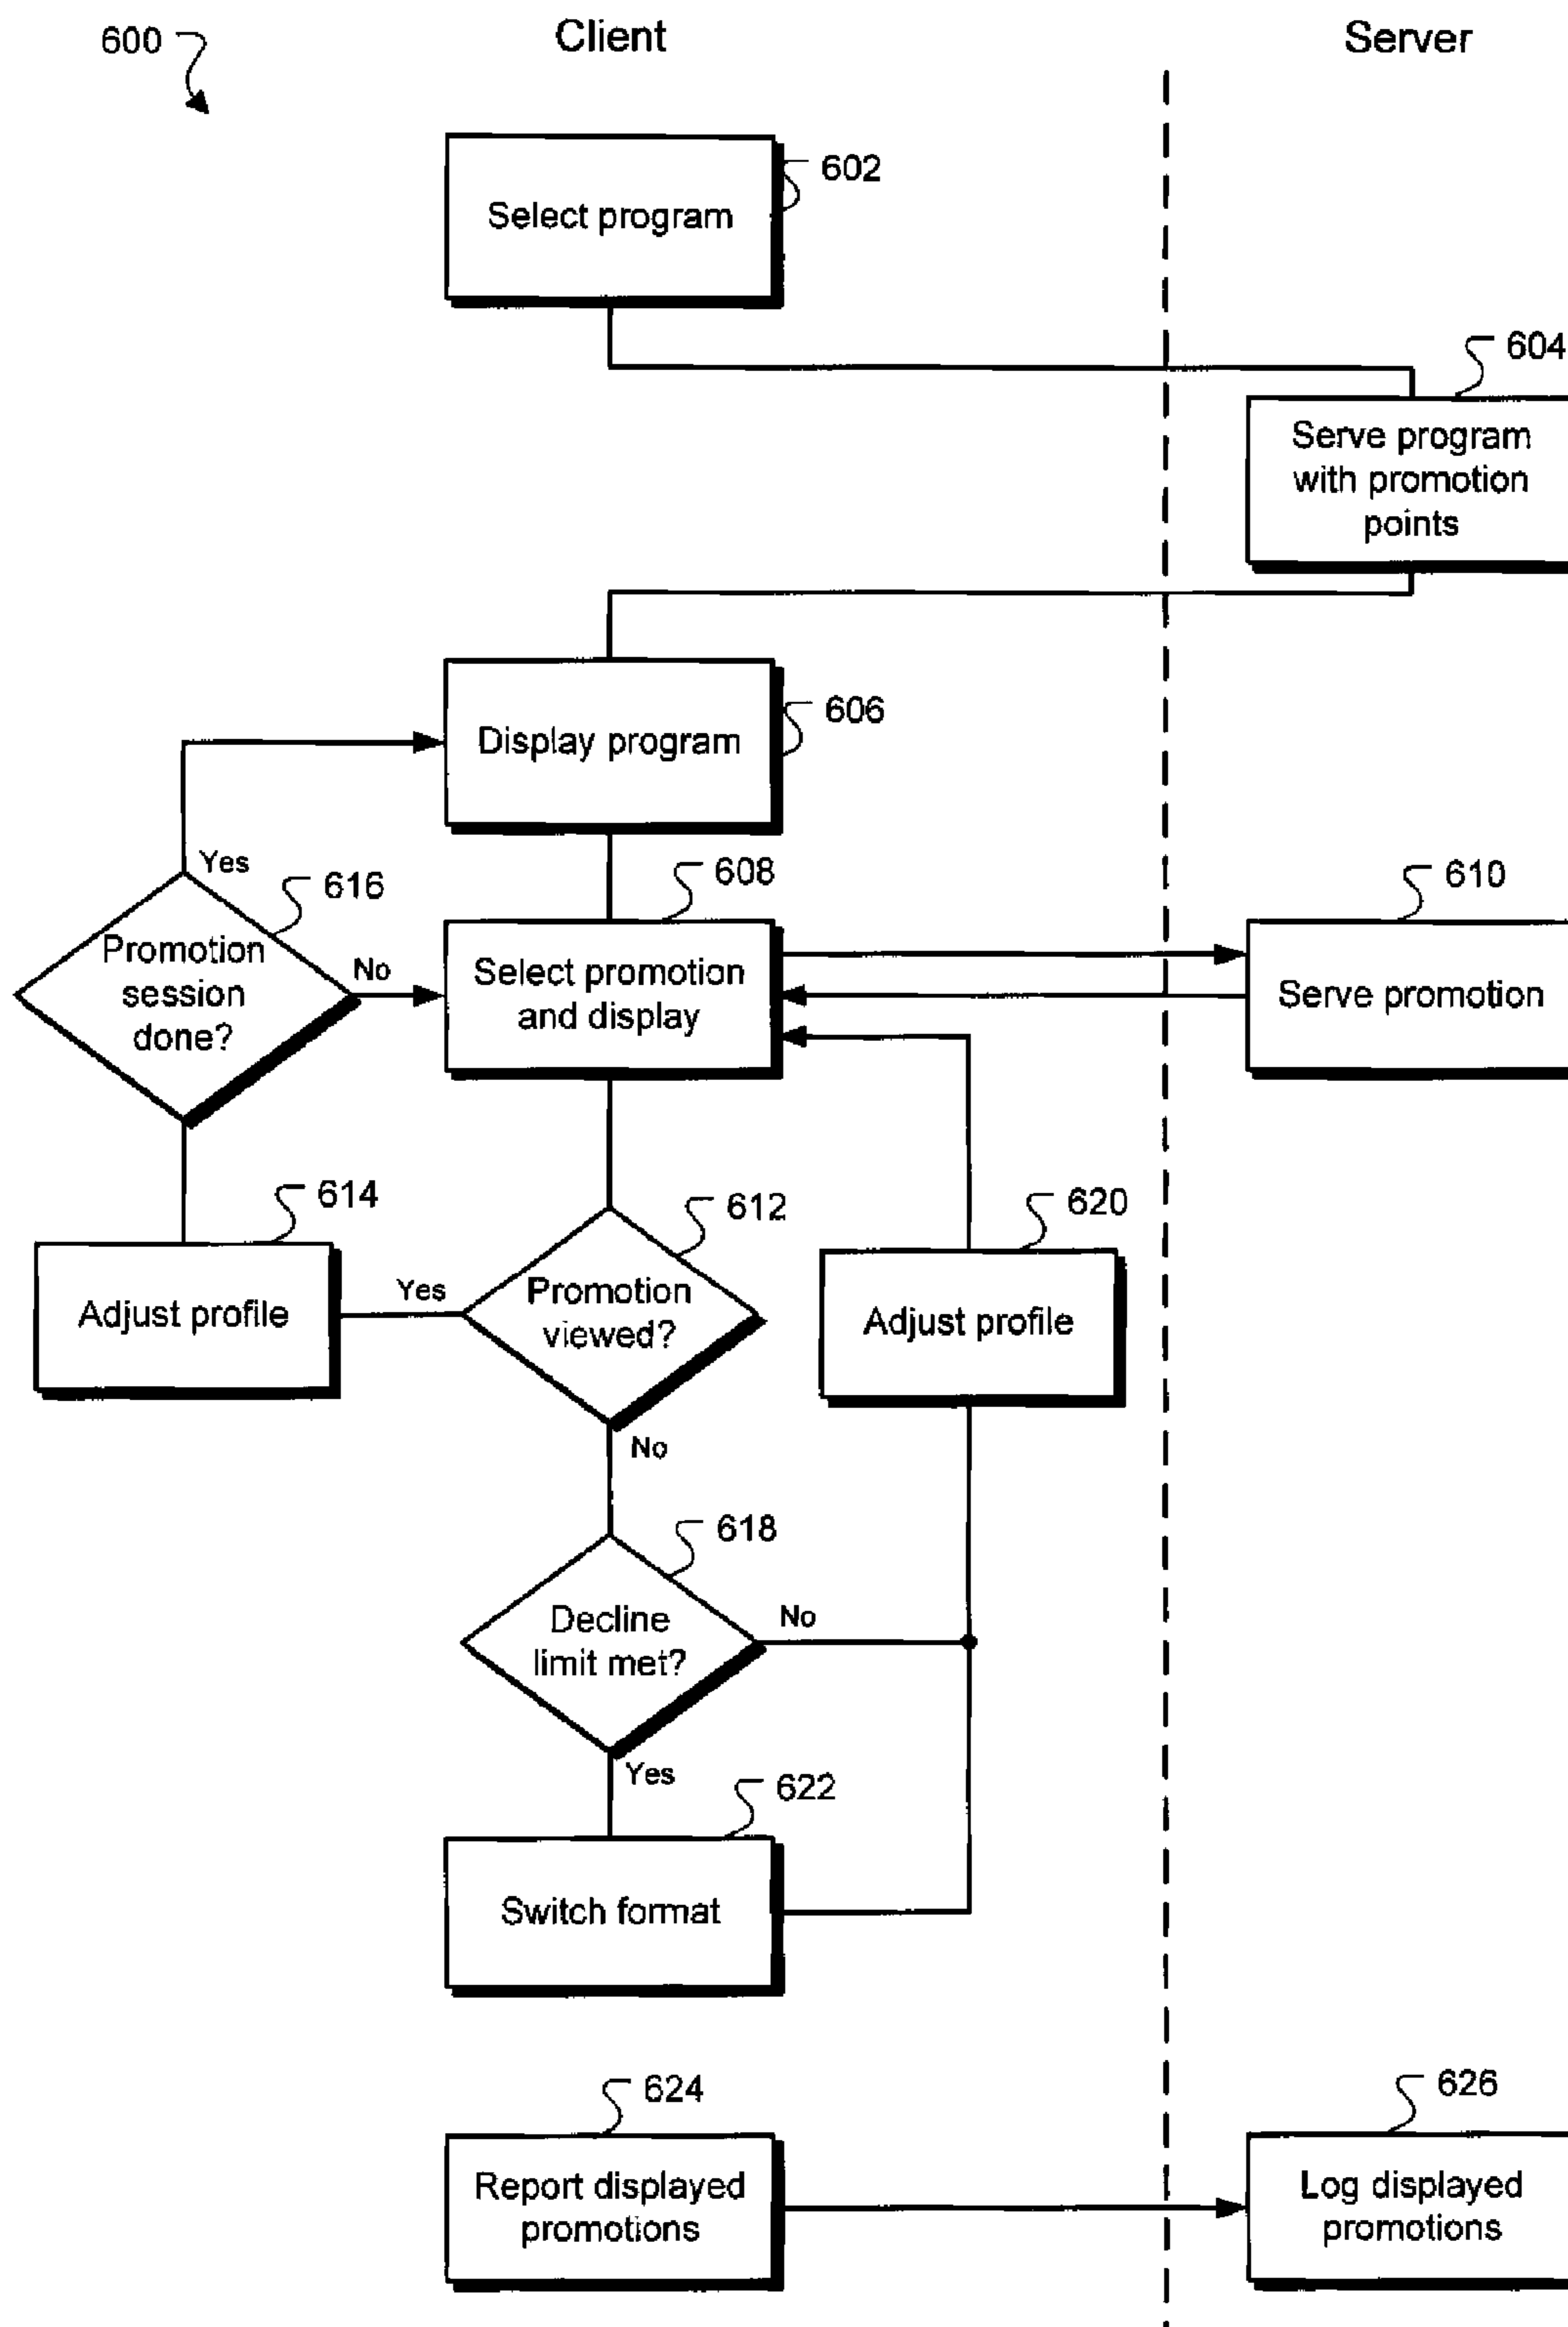 600
Client
Server
602
Select program
604
Serve program
with promotion
points
606
Display program
Yes
616
Promotion
session
done?
No
608
Select promotion
and display
610
Serve promotion
614
Adjust profile
Yes
612
Promotion
viewed?
No
620
Adjust profile
618
Decline
limit met?
No
Yes
622
Switch format
624
Report displayed
promotions
626
Log displayed
promotions